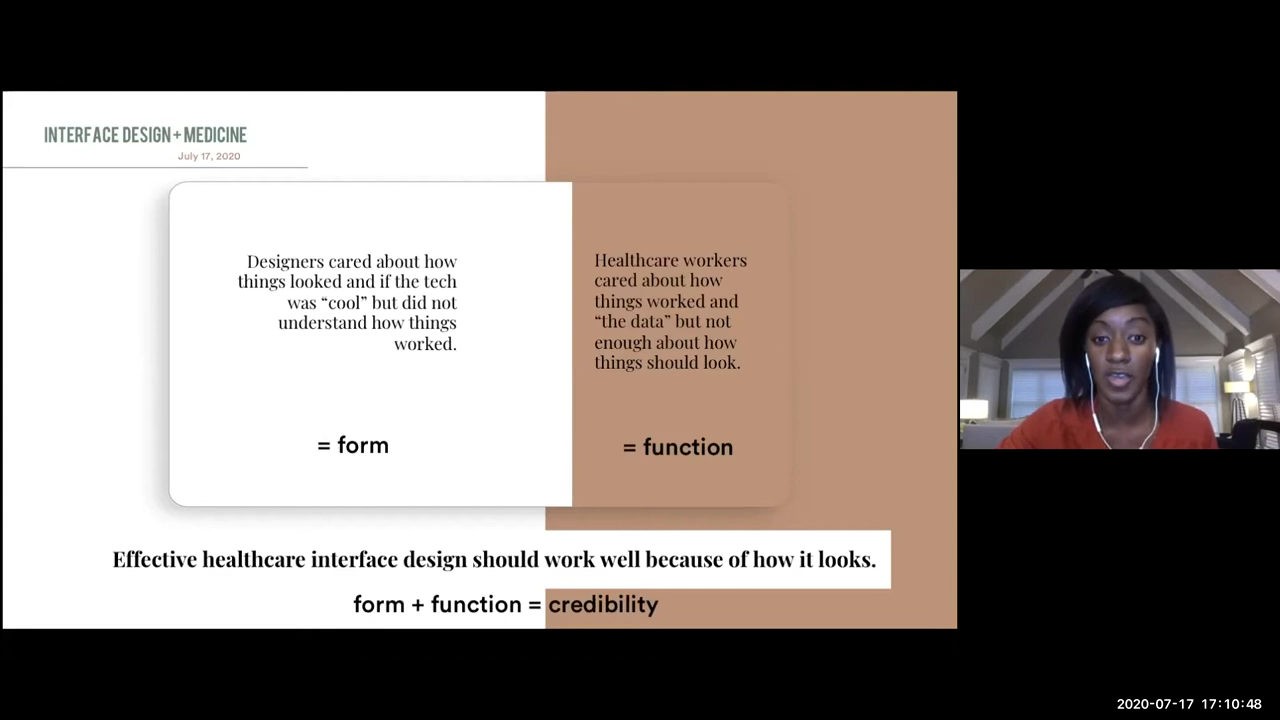 INTERFACE DESIGN + MEDICINE
July 17, 2020
Designers cared about how
things looked and if the tech
was “cool” but did not
understand how things
worked.
= form
Healthcare workers
cared about how
things worked and
“the data” but not
enough about how
things should look.
= function
Effective healthcare interface design should work well because of how it looks.
form + function = credibility
2020-07-17 17:10:48